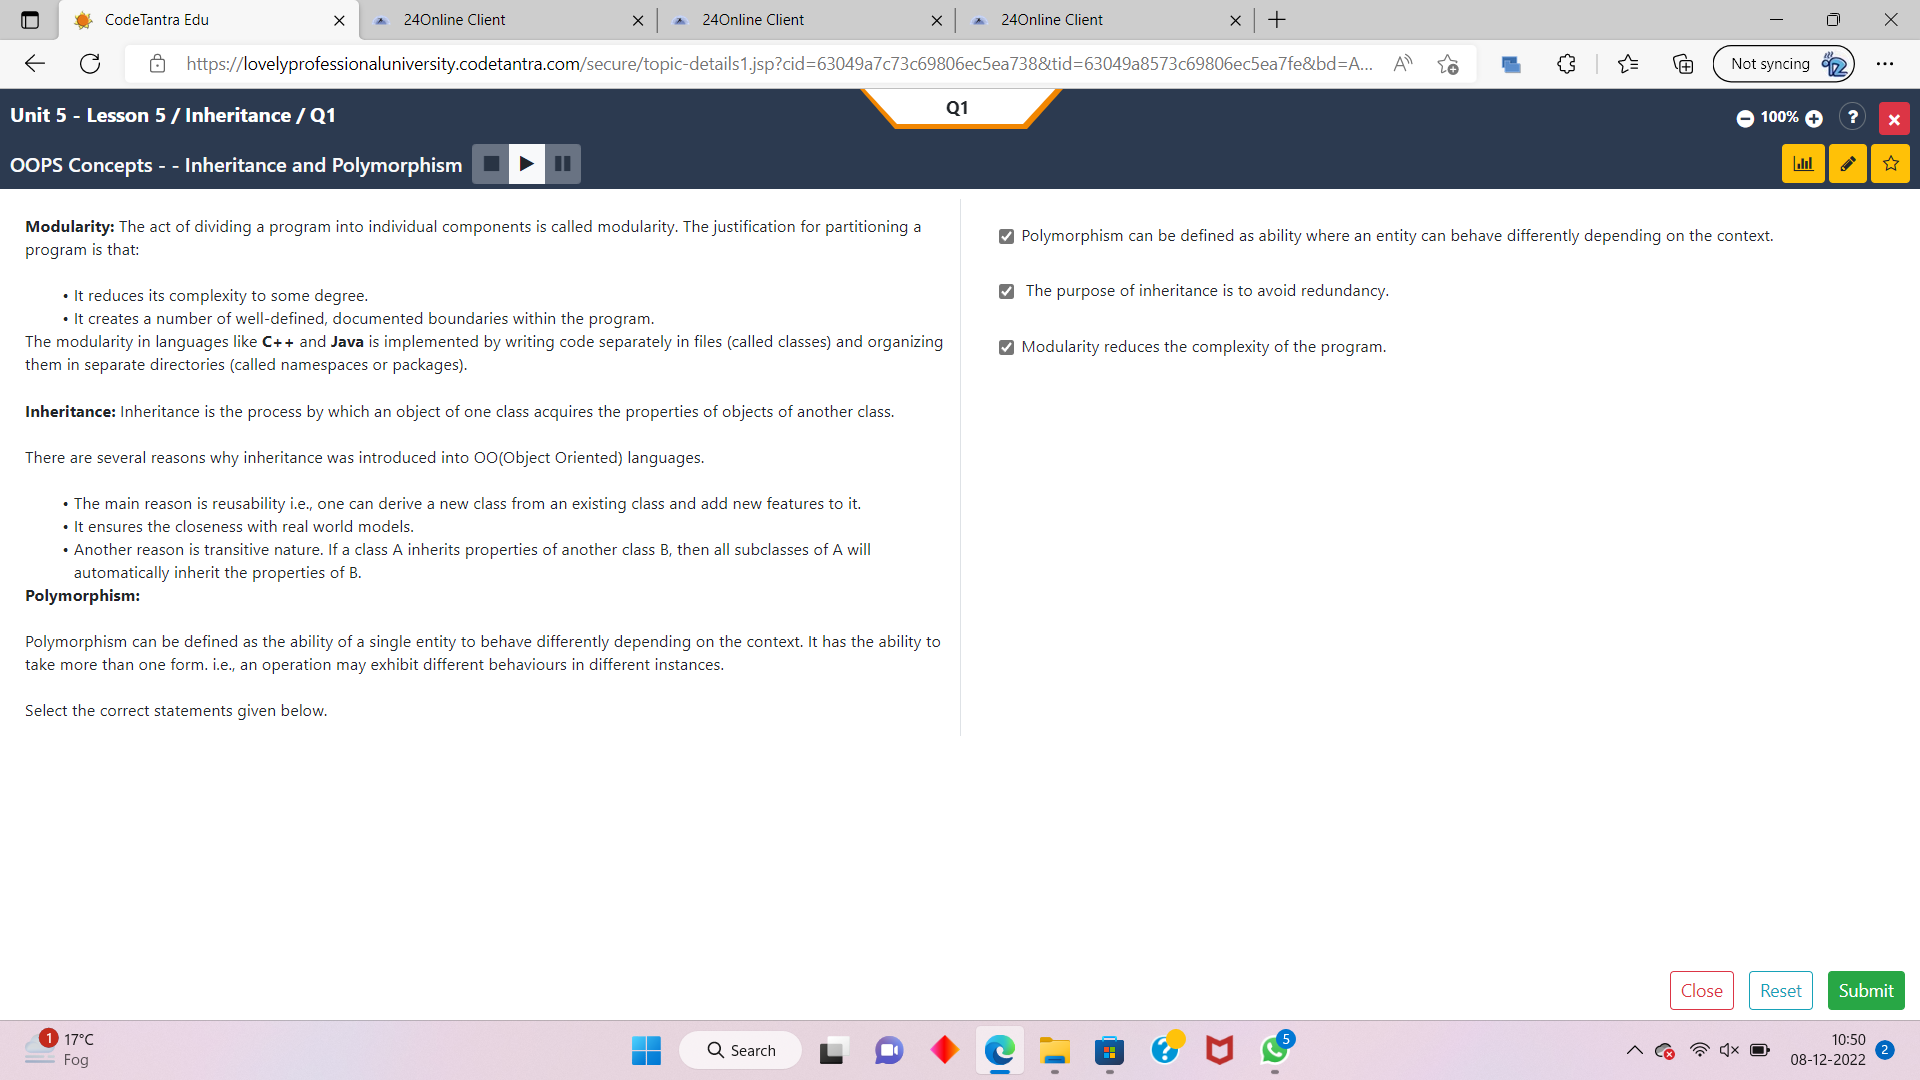 CodeTantra Edu
24Online Client
24Online Client
24Online Client
https://lovelyprofessionaluniversity.codetantra.com/secure/topic-details1.jsp?cid=63049a7c73c69806ec5ea738&tid=63049a8573c69806ec5ea7fe&bd=A...
Not syncing
Unit 5 - Lesson 5 / Inheritance / Q1
Q1
100%
?
OOPS Concepts - - Inheritance and Polymorphism
Modularity: The act of dividing a program into individual components is called modularity. The justification for partitioning a
program is that:
• It reduces its complexity to some degree.
• It creates a number of well-defined, documented boundaries within the program.
The modularity in languages like C++ and Java is implemented by writing code separately in files (called classes) and organizing
them in separate directories (called namespaces or packages).
Inheritance: Inheritance is the process by which an object of one class acquires the properties of objects of another class.
There are several reasons why inheritance was introduced into OO(Object Oriented) languages.
• The main reason is reusability i.e., one can derive a new class from an existing class and add new features to it.
• It ensures the closeness with real world models.
• Another reason is transitive nature. If a class A inherits properties of another class B, then all subclasses of A will
automatically inherit the properties of B.
Polymorphism:
Polymorphism can be defined as the ability of a single entity to behave differently depending on the context. It has the ability to
take more than one form. i.e., an operation may exhibit different behaviours in different instances.
Select the correct statements given below.
Polymorphism can be defined as ability where an entity can behave differently depending on the context.
The purpose of inheritance is to avoid redundancy.
Modularity reduces the complexity of the program.
Close
Reset
Submit
1
17°C
Fog
Search
5
10:50
08-12-2022
2